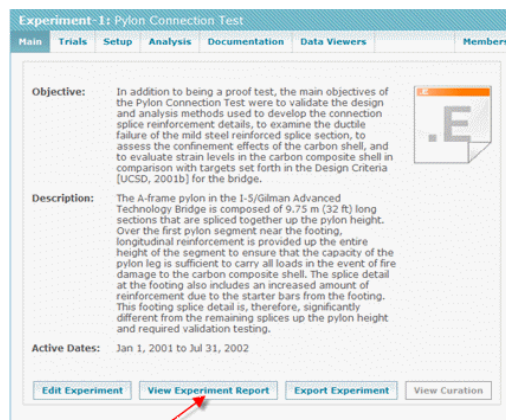 Experiment-1: Pylon Connection Test
Main Trials Setup Analysis Documentation Data Viewers Members
Objective: In addition to being a proof test, the main objectives of
the Pylon Connection Test were to validate the design
and analysis methods used to develop the connection
splice reinforcement details, to examine the ductile
failure of the mild steel reinforced splice section, to
assess the confinement effects of the carbon shell, and
to evaluate strain levels in the carbon composite shell in
comparison with targets set forth in the Design Criteria
[UCSD, 2001b] for the bridge.
.E
Description: The A-frame pylon in the I-5/Gilman Advanced
Technology Bridge is composed of 9.75 m (32 ft) long
sections that are spliced together up the pylon height.
Over the first pylon segment near the footing,
longitudinal reinforcement is provided up the entire
height of the segment to ensure that the capacity of the
pylon leg is sufficient to carry all loads in the event of fire
damage to the carbon composite shell. The splice detail
at the footing also includes an increased amount of
reinforcement due to the starter bars from the footing.
This footing splice detail is, therefore, significantly
different from the remaining splices up the pylon height
and required validation testing.
Active Dates: Jan 1, 2001 to Jul 31, 2002
Edit Experiment View Experiment Report Export Experiment View Curation